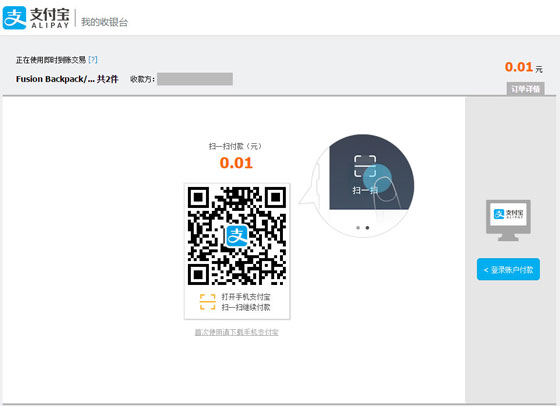 支付宝
ALIPAY
我的收银台
正在使用即时到账交易 [?]
0.01 元
Fusion Backpack/... 共2件 收款方:
订单详情
扫一扫付款（元）
0.01
扫一扫
支
打开手机支付宝
扫一扫继续付款
首次使用请下载手机支付宝
支付宝
ALIPAY
< 登录账户付款